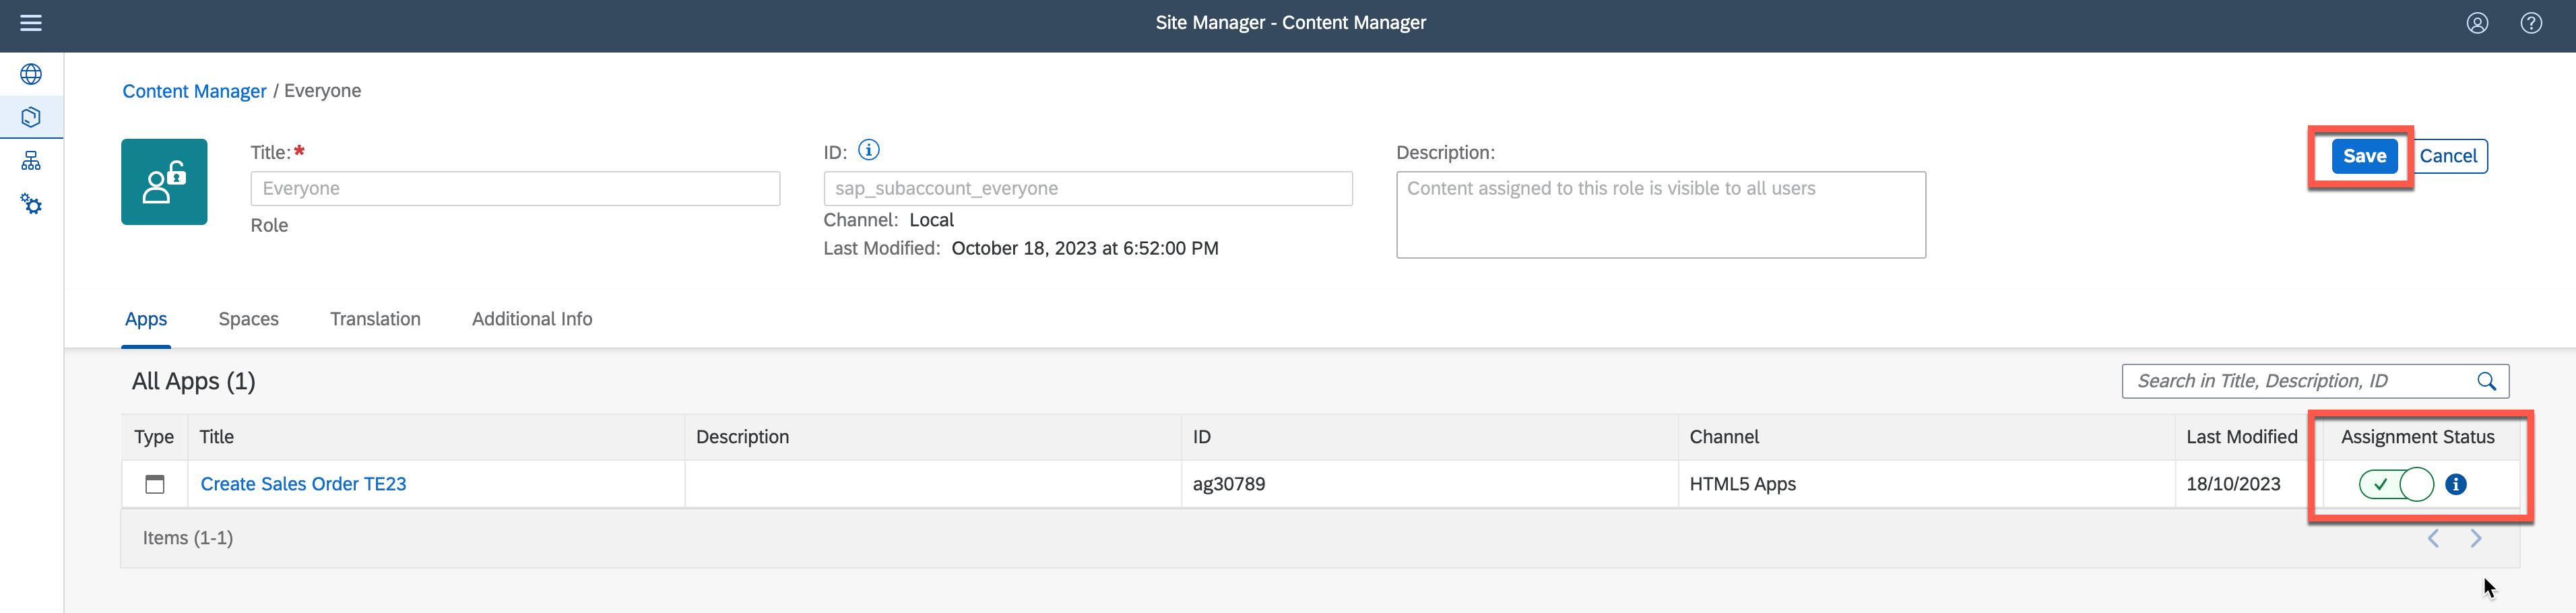 Site Manager - Content Manager
Content Manager / Everyone
Title:*
Everyone
Role
ID:
sap_subaccount_everyone
Channel: Local
Last Modified: October 18, 2023 at 6:52:00 PM
Description:
Content assigned to this role is visible to all users
Save Cancel
Apps Spaces Translation Additional Info
All Apps (1)
Search in Title, Description, ID
Type Title Description ID Channel Last Modified Assignment Status
Create Sales Order TE23 ag30789 HTML5 Apps 18/10/2023
Items (1-1)